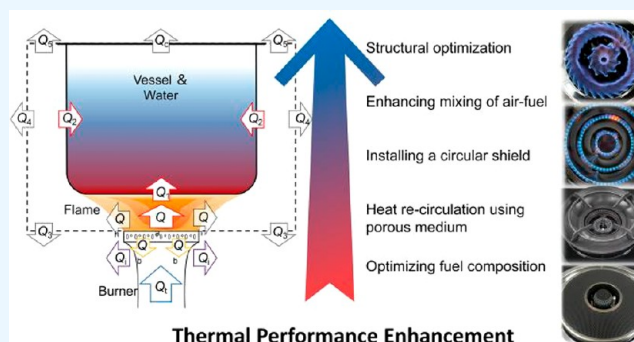 Q₅
Q꜀
Q₅
Vessel &
Water
Q₄
Q₂
Q₂
Q₄
Flame
Q
Q
Q
Q
Q₃
Q₃
Q
Q
Burner
Qₜ
Structural optimization
Enhancing mixing of air-fuel
Installing a circular shield
Heat re-circulation using
porous medium
Optimizing fuel composition
Thermal Performance Enhancement